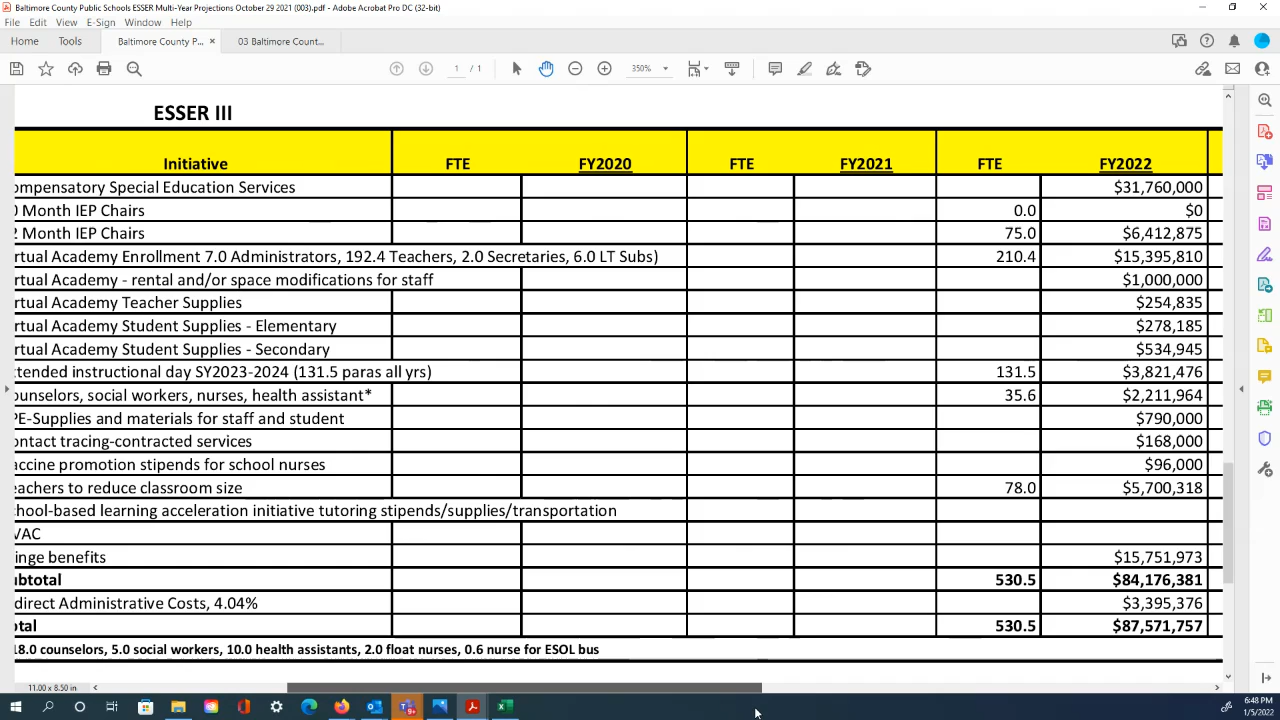 Baltimore County Public Schools ESSER Multi-Year Projections October 29 2021 (003).pdf - Adobe Acrobat Pro DC (32-bit)
File Edit View E-Sign Window Help
Home Tools Baltimore County P... × 03 Baltimore Count...
1 / 1 350%
ESSER III
Initiative FTE FY2020 FTE FY2021 FTE FY2022
ompensatory Special Education Services $31,760,000
0 Month IEP Chairs 0.0 $0
2 Month IEP Chairs 75.0 $6,412,875
rtual Academy Enrollment 7.0 Administrators, 192.4 Teachers, 2.0 Secretaries, 6.0 LT Subs) 210.4 $15,395,810
rtual Academy - rental and/or space modifications for staff $1,000,000
rtual Academy Teacher Supplies $254,835
rtual Academy Student Supplies - Elementary $278,185
rtual Academy Student Supplies - Secondary $534,945
xtended instructional day SY2023-2024 (131.5 paras all yrs) 131.5 $3,821,476
ounselors, social workers, nurses, health assistant* 35.6 $2,211,964
PE-Supplies and materials for staff and student $790,000
ontact tracing-contracted services $168,000
accine promotion stipends for school nurses $96,000
eachers to reduce classroom size 78.0 $5,700,318
chool-based learning acceleration initiative tutoring stipends/supplies/transportation
VAC
inge benefits $15,751,973
ubtotal 530.5 $84,176,381
direct Administrative Costs, 4.04% $3,395,376
otal 530.5 $87,571,757
18.0 counselors, 5.0 social workers, 10.0 health assistants, 2.0 float nurses, 0.6 nurse for ESOL bus
11.00 x 8.50 in
6:48 PM
1/5/2022